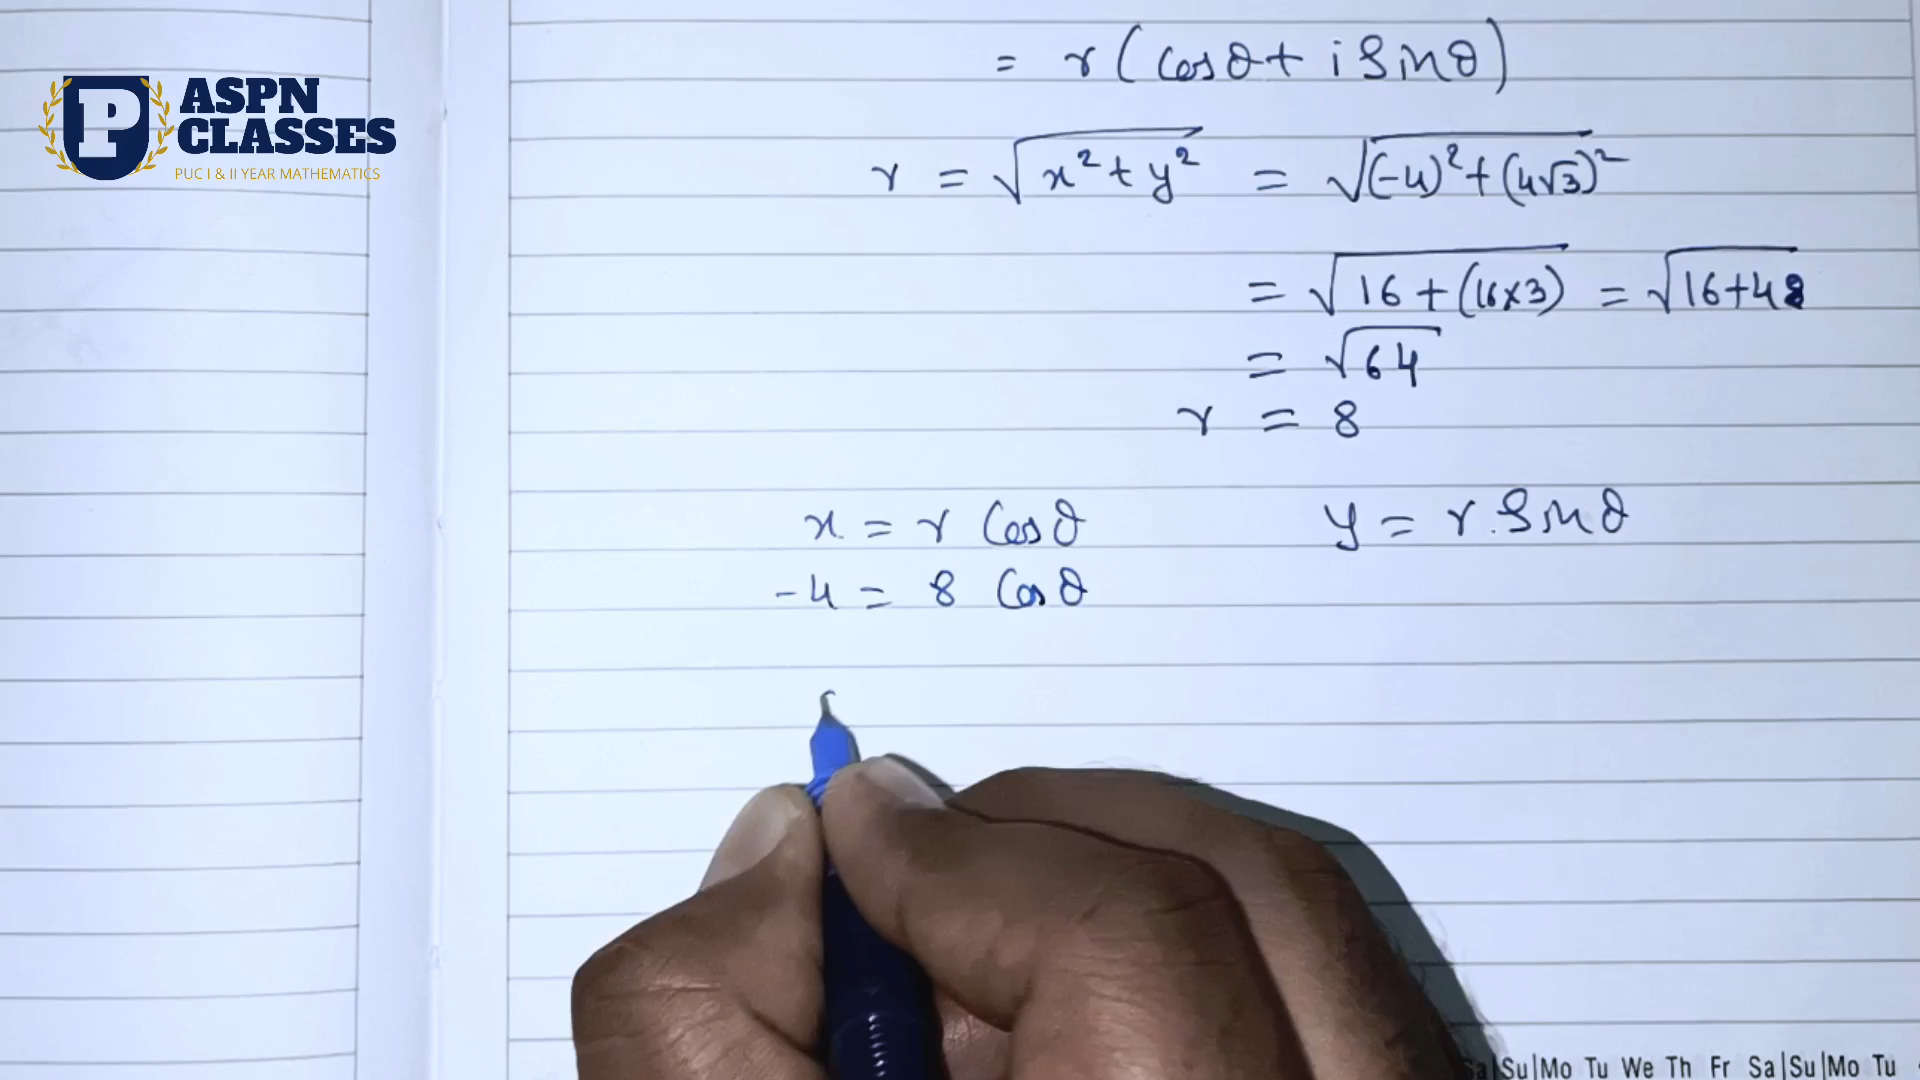 ASPN
CLASSES
PUC I & II YEAR MATHEMATICS
= r ( Cosθ + i Sinθ )
r = √x² + y² = √(-4)² + (4√3)²
= √16 + (16×3) = √16+48
= √64
r = 8
x = r Cosθ y = r. Sinθ
-4 = 8 Cosθ
Sa|Su|Mo Tu We Th Fr Sa|Su|Mo Tu